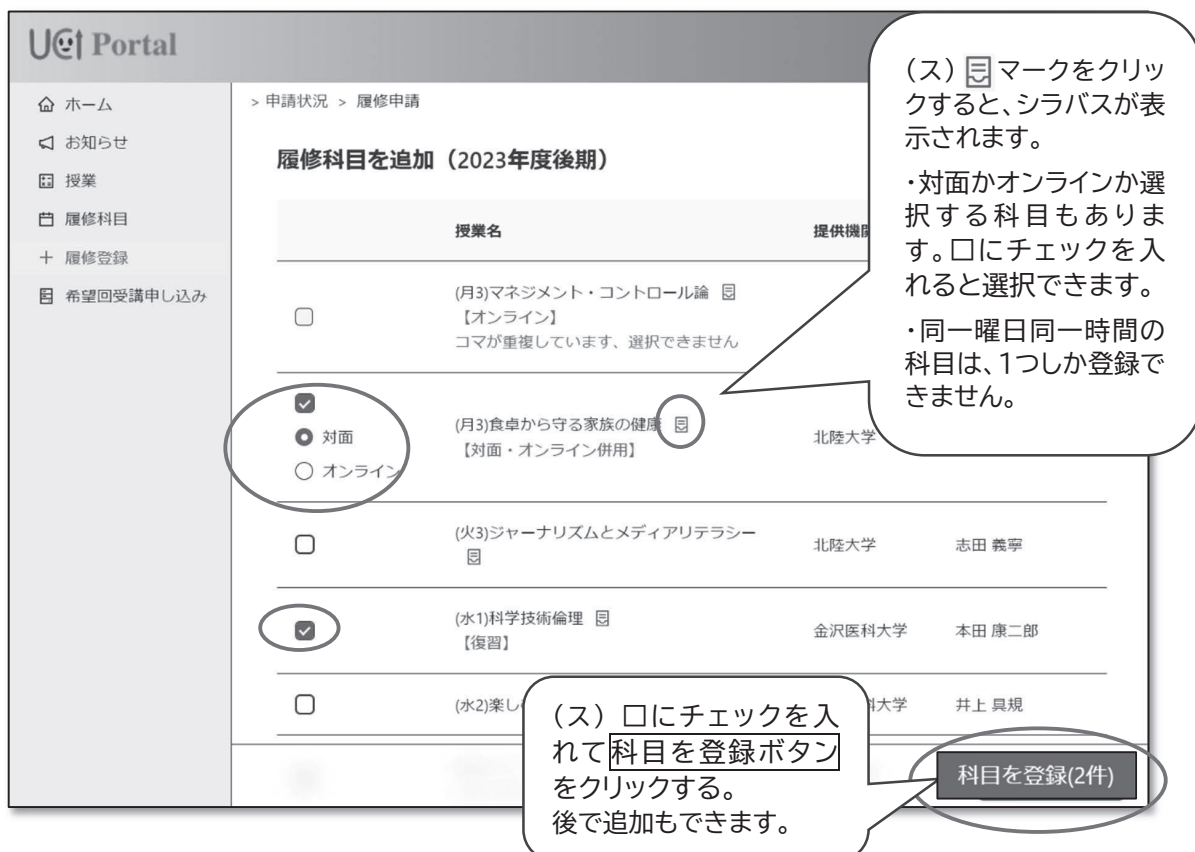 UCI Portal
ホーム
お知らせ
授業
履修科目
履修登録
希望回受講申し込み
> 申請状況 > 履修申請
履修科目を追加(2023年度後期)
授業名 提供機関
(月3)マネジメント・コントロール論
【オンライン】
コマが重複しています、選択できません
対面
オンライン
(月3)食卓から守る家族の健康
【対面・オンライン併用】
北陸大学
(火3)ジャーナリズムとメディアリテラシー
北陸大学 志田 義寧
(水1)科学技術倫理
【復習】
金沢医科大学 本田 康二郎
(水2)楽し
科大学 井上 具規
科目を登録(2件)
(ス) マークをクリッ
クすると、シラバスが表
示されます。
・対面かオンラインか選
択する科目もありま
す。□にチェックを入
れると選択できます。
・同一曜日同一時間の
科目は、1つしか登録で
きません。
(ス) □にチェックを入
れて科目を登録ボタン
をクリックする。
後で追加もできます。